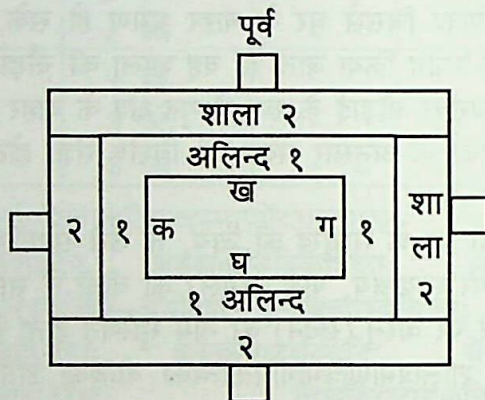 पूर्व
शाला २
अलिन्द १
ख
२ १ क ग १ शा
ला
घ
२
१ अलिन्द
२